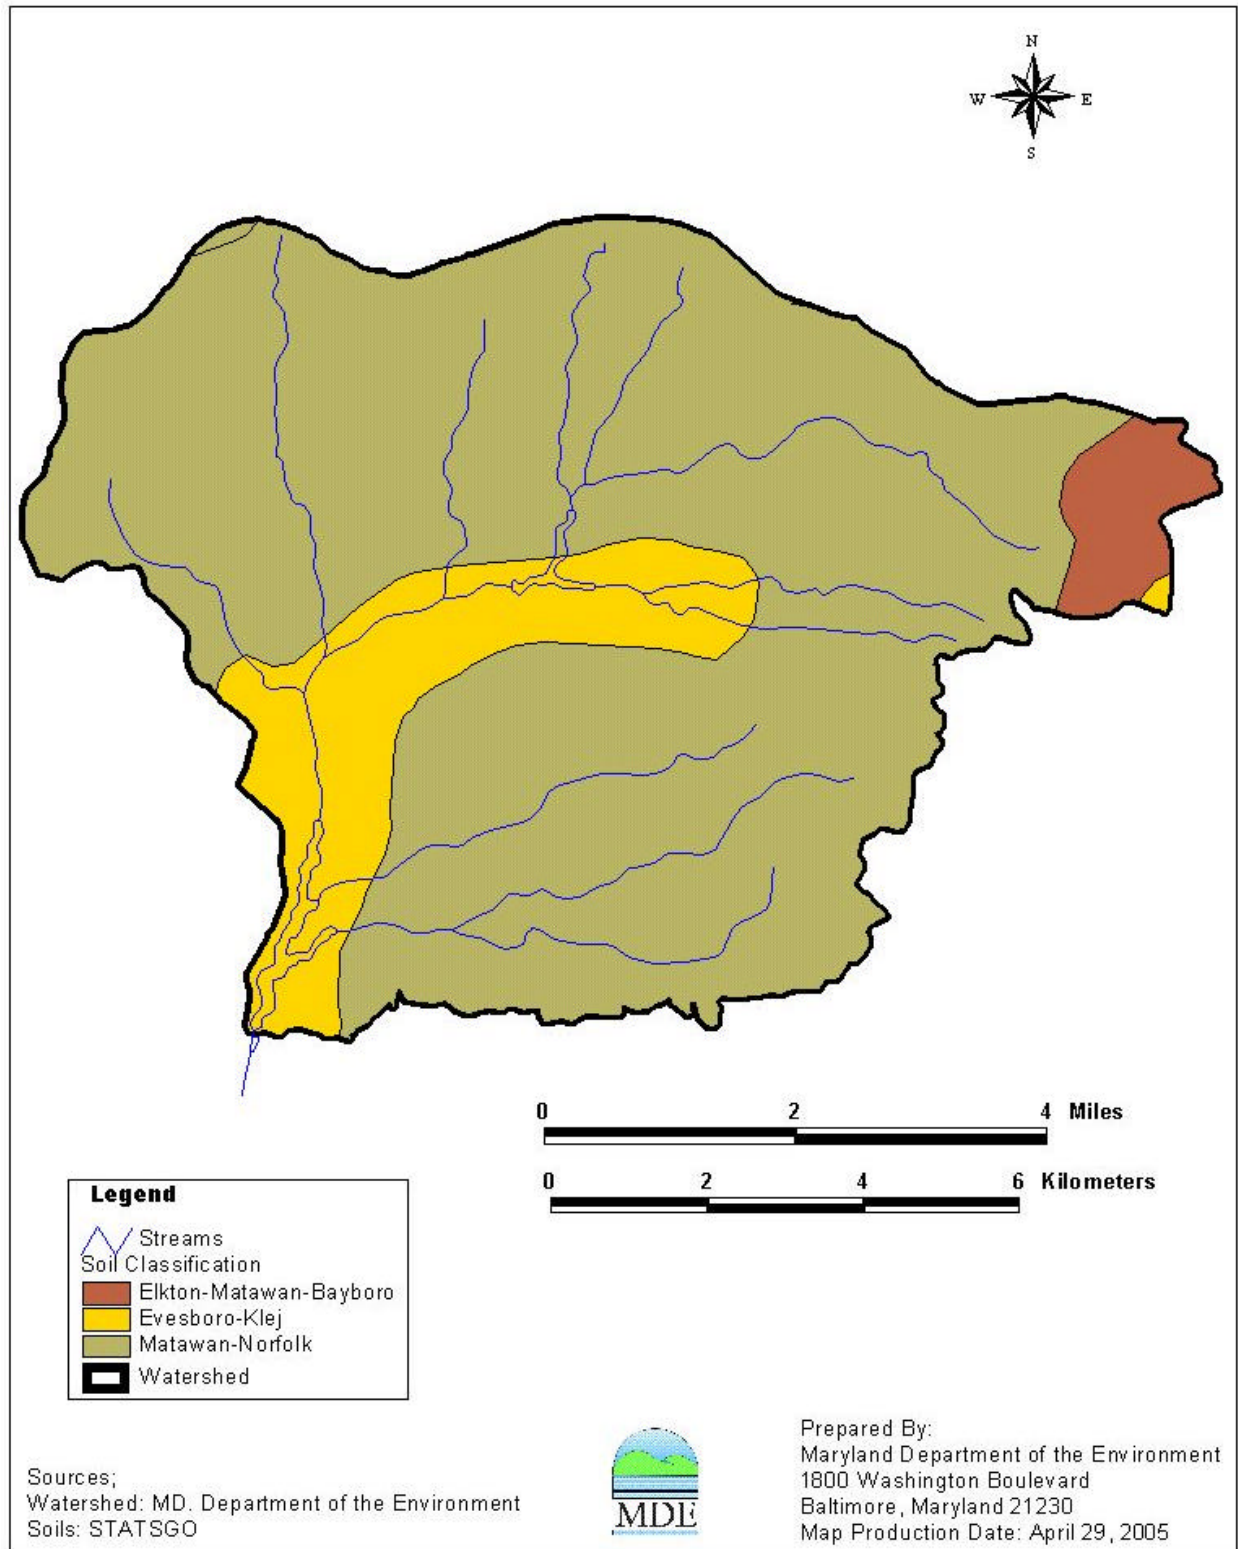 N
W E
S
0 2 4 Miles
0 2 4 6 Kilometers
Legend
Streams
Soil Classification
Elkton-Matawan-Bayboro
Evesboro-Klej
Matawan-Norfolk
Watershed
Sources;
Watershed: MD. Department of the Environment
Soils: STATSGO
MDE
Prepared By:
Maryland Department of the Environment
1800 Washington Boulevard
Baltimore, Maryland 21230
Map Production Date: April 29, 2005